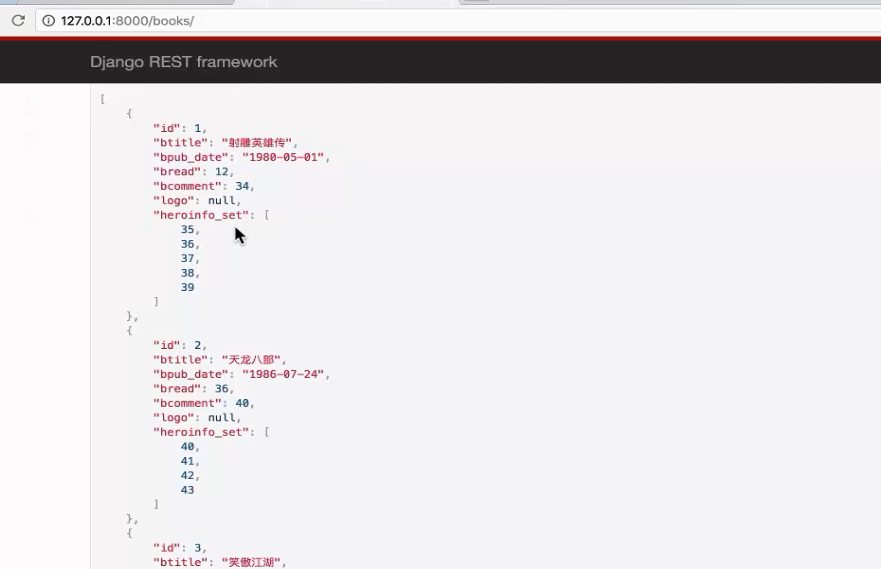 127.0.0.1:8000/books/
Django REST framework
[
{
"id": 1,
"btitle": "射雕英雄传",
"bpub_date": "1980-05-01",
"bread": 12,
"bcomment": 34,
"logo": null,
"heroinfo_set": [
35,
36,
37,
38,
39
]
},
{
"id": 2,
"btitle": "天龙八部",
"bpub_date": "1986-07-24",
"bread": 36,
"bcomment": 40,
"logo": null,
"heroinfo_set": [
40,
41,
42,
43
]
},
{
"id": 3,
"btitle": "笑傲江湖",